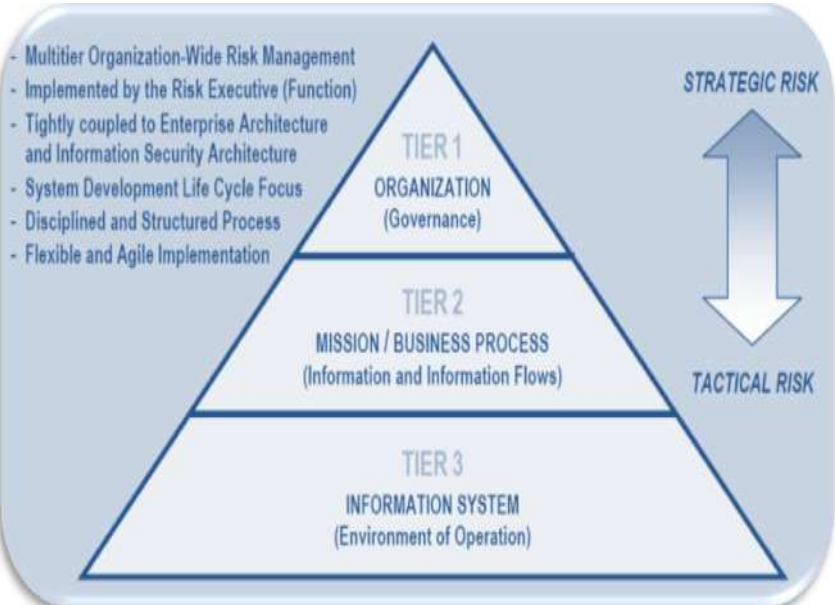 - Multitier Organization-Wide Risk Management
- Implemented by the Risk Executive (Function)
- Tightly coupled to Enterprise Architecture
and Information Security Architecture
- System Development Life Cycle Focus
- Disciplined and Structured Process
- Flexible and Agile Implementation
TIER 1
ORGANIZATION
(Governance)
TIER 2
MISSION / BUSINESS PROCESS
(Information and Information Flows)
TIER 3
INFORMATION SYSTEM
(Environment of Operation)
STRATEGIC RISK
TACTICAL RISK